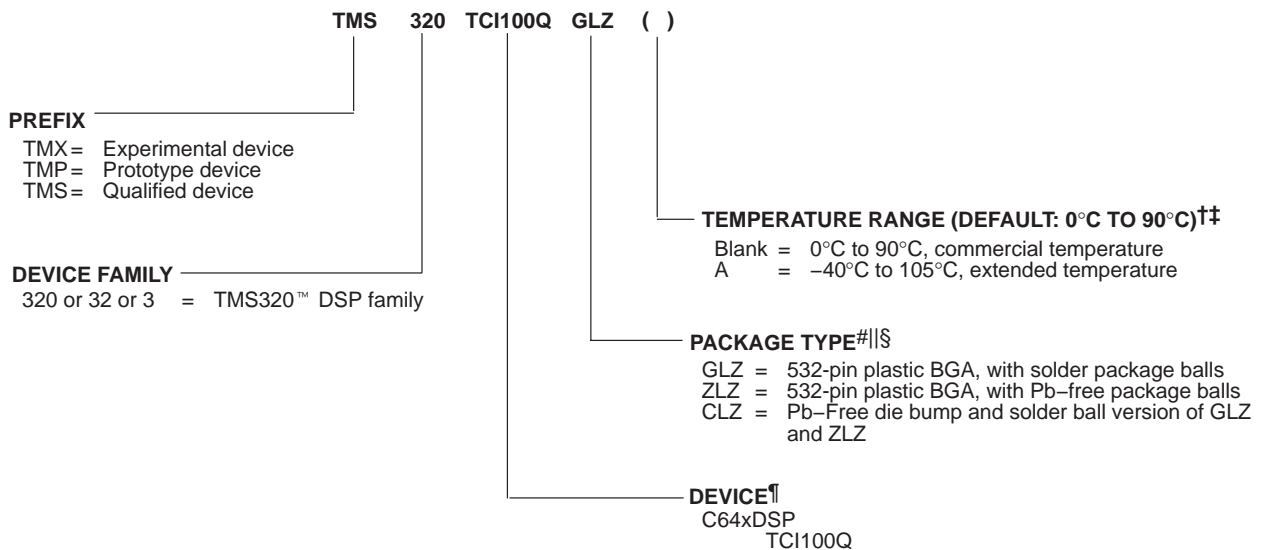 TMS 320 TCI100Q GLZ ( )
PREFIX
TMX= Experimental device
TMP= Prototype device
TMS= Qualified device
TEMPERATURE RANGE (DEFAULT: 0°C TO 90°C)†‡
Blank = 0°C to 90°C, commercial temperature
A = −40°C to 105°C, extended temperature
DEVICE FAMILY
320 or 32 or 3 = TMS320™ DSP family
PACKAGE TYPE#||§
GLZ = 532-pin plastic BGA, with solder package balls
ZLZ = 532-pin plastic BGA, with Pb−free package balls
CLZ = Pb−Free die bump and solder ball version of GLZ
and ZLZ
DEVICE¶
C64xDSP
TCI100Q